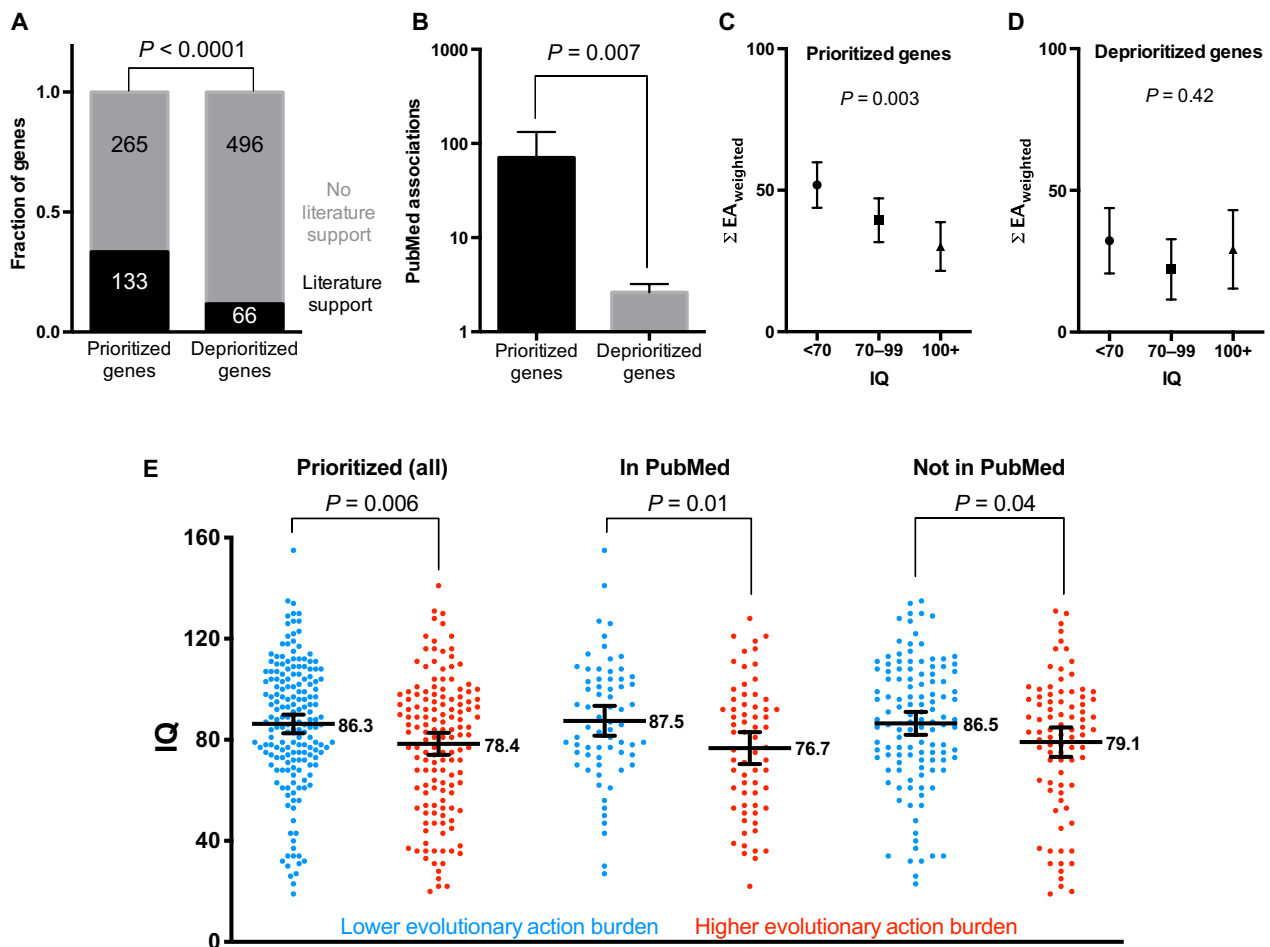 A
P < 0.0001
Fraction of genes
1.0
0.5
0.0
265
496
133
66
No
literature
support
Literature
support
Prioritized
genes
Deprioritized
genes
B
P = 0.007
PubMed associations
1000
100
10
1
Prioritized
genes
Deprioritized
genes
C
Prioritized genes
P = 0.003
Σ EAweighted
100
50
0
<70
70–99
100+
IQ
D
Deprioritized genes
P = 0.42
Σ EAweighted
100
50
0
<70
70–99
100+
IQ
E
Prioritized (all)
In PubMed
Not in PubMed
P = 0.006
P = 0.01
P = 0.04
IQ
160
120
80
40
0
86.3
78.4
87.5
76.7
86.5
79.1
Lower evolutionary action burden
Higher evolutionary action burden